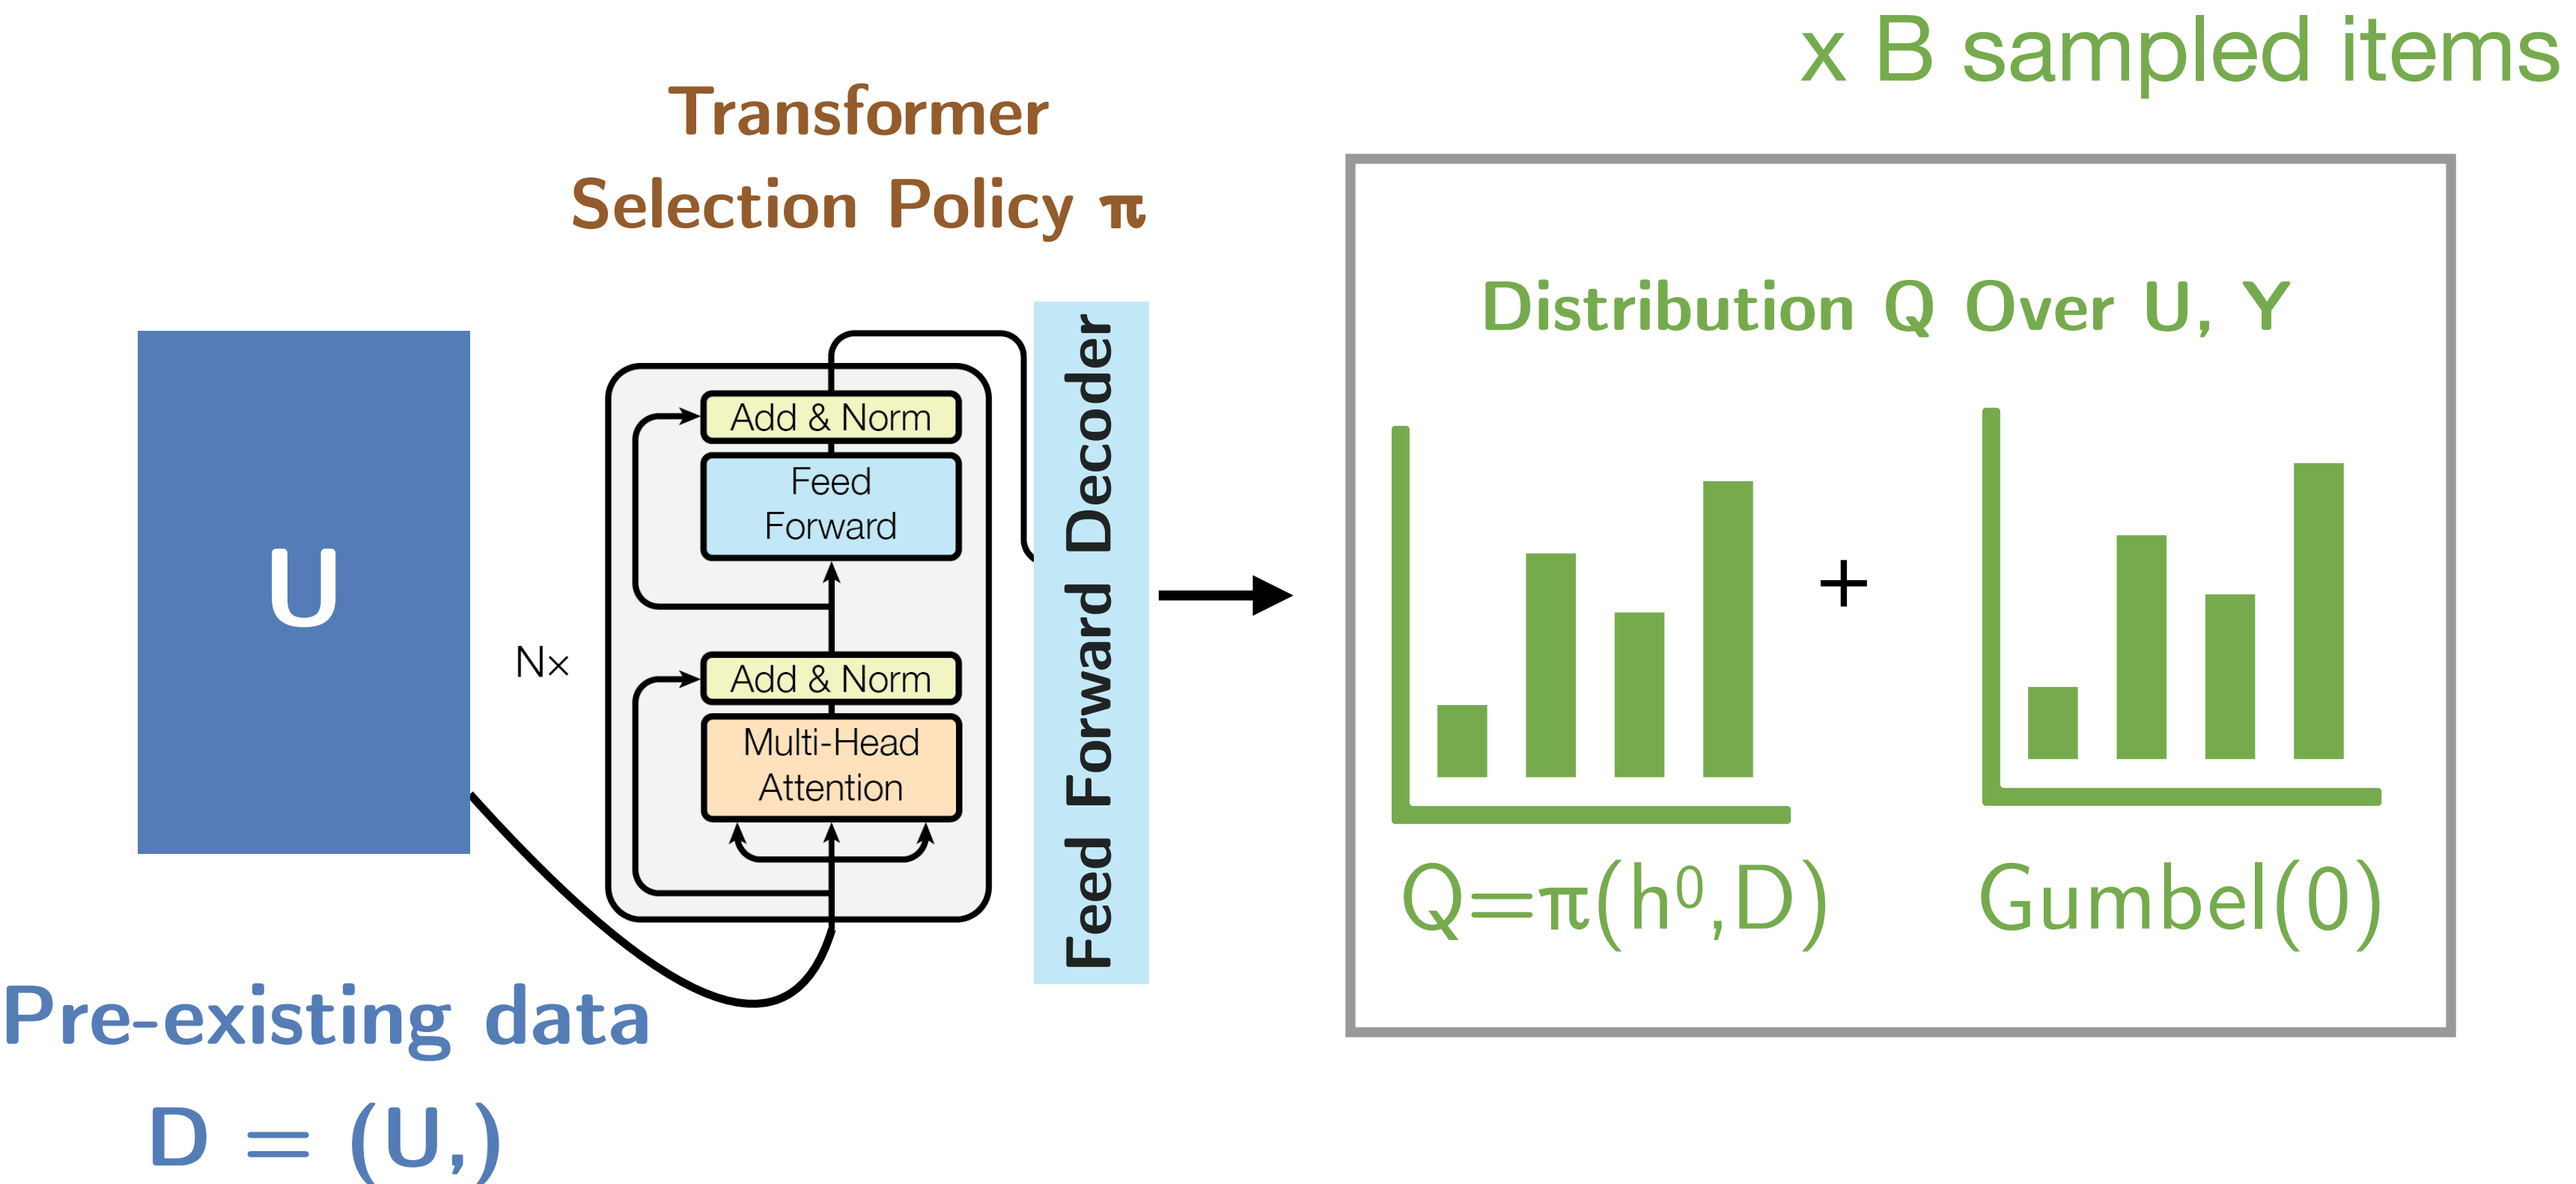 x B sampled items
Transformer
Selection Policy π
Distribution Q Over U, Y
U
N×
Add & Norm
Feed
Forward
Add & Norm
Multi-Head
Attention
Feed Forward Decoder
+
Q=π(h⁰,D)
Gumbel(0)
Pre-existing data
D = (U,)